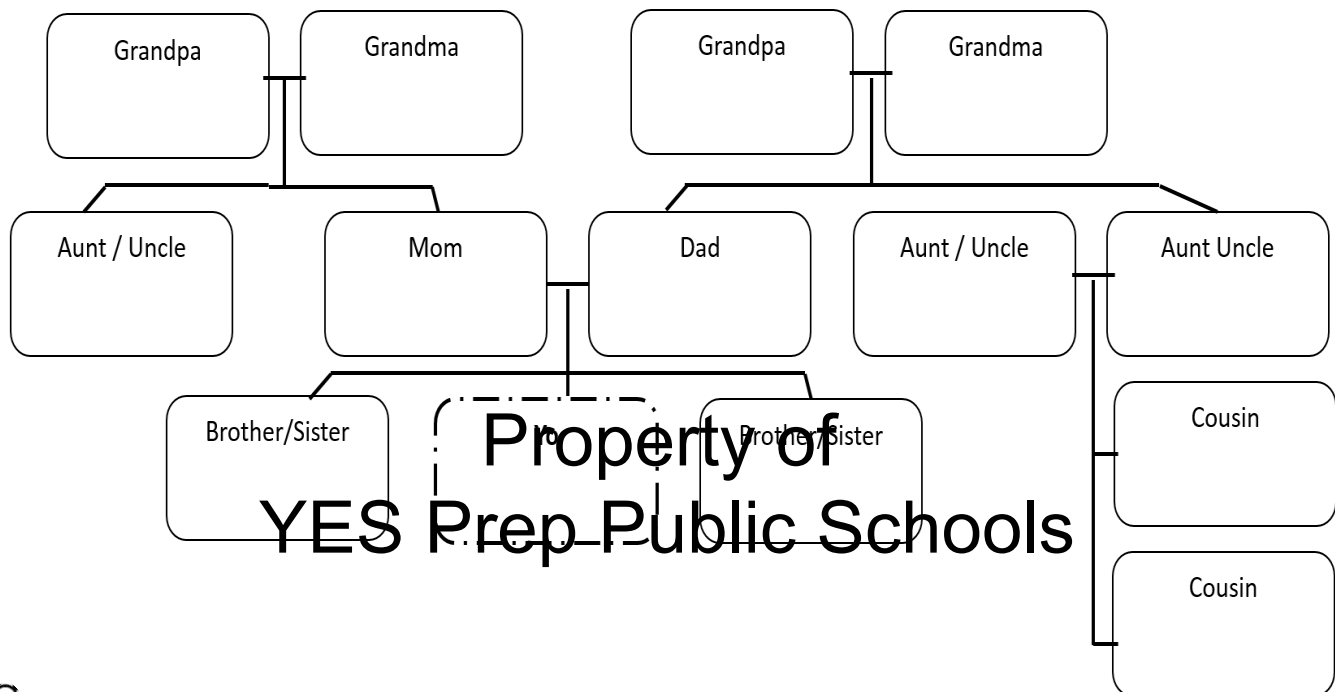 Grandpa
Grandma
Grandpa
Grandma
Aunt / Uncle
Mom
Dad
Aunt / Uncle
Aunt Uncle
Brother/Sister
Yo
Brother/Sister
Cousin
Cousin
Property of
YES Prep Public Schools